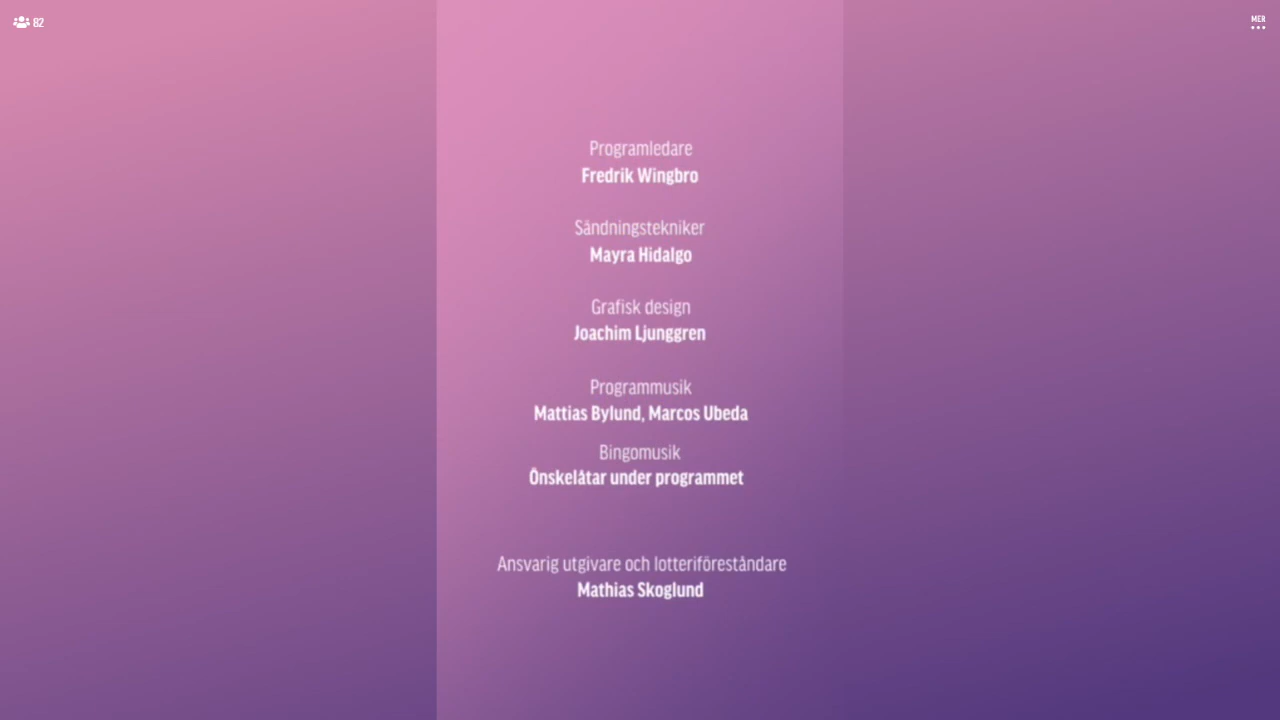 82
MER
Programledare
Fredrik Wingbro
Sändningstekniker
Mayra Hidalgo
Grafisk design
Joachim Ljunggren
Programmusik
Mattias Bylund, Marcos Ubeda
Bingomusik
Önskelåtar under programmet
Ansvarig utgivare och lotteriföreståndare
Mathias Skoglund